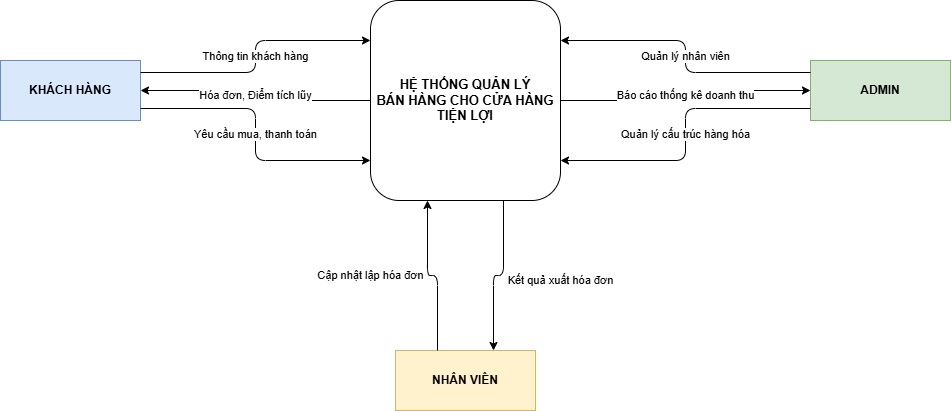 Thông tin khách hàng
Quản lý nhân viên
KHÁCH HÀNG
Hóa đơn, Điểm tích lũy
HỆ THỐNG QUẢN LÝ
BÁN HÀNG CHO CỬA HÀNG
TIỆN LỢI
Báo cáo thống kê doanh thu
ADMIN
Yêu cầu mua, thanh toán
Quản lý cấu trúc hàng hóa
Cập nhật lập hóa đơn
Kết quả xuất hóa đơn
NHÂN VIÊN